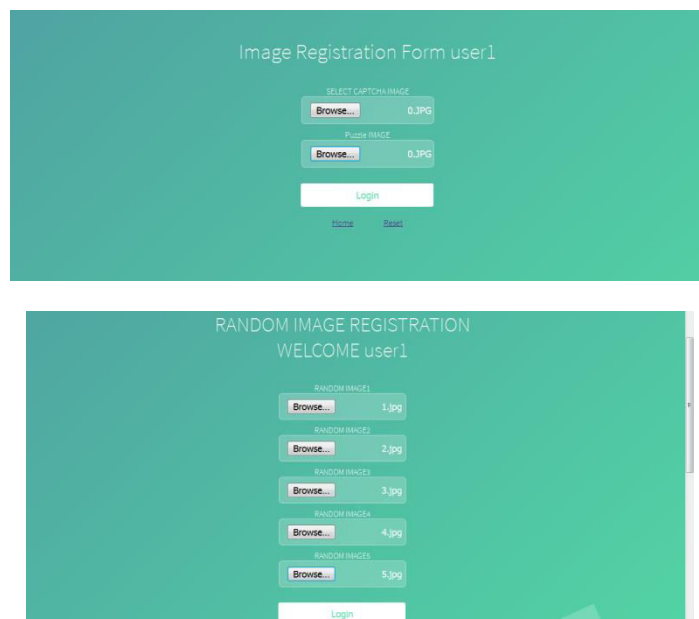 Image Registration Form user1
SELECT CAPTCHA IMAGE
Browse... 0.JPG
Puzzle IMAGE
Browse... 0.JPG
Login
Home Reset
RANDOM IMAGE REGISTRATION
WELCOME user1
RANDOM IMAGE1
Browse... 1.jpg
RANDOM IMAGE2
Browse... 2.jpg
RANDOM IMAGE3
Browse... 3.jpg
RANDOM IMAGE4
Browse... 4.jpg
RANDOM IMAGE5
Browse... 5.jpg
Login